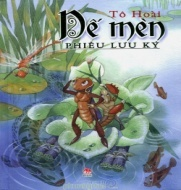 Tô Hoài
Dế mèn
PHIÊU LƯU KÝ